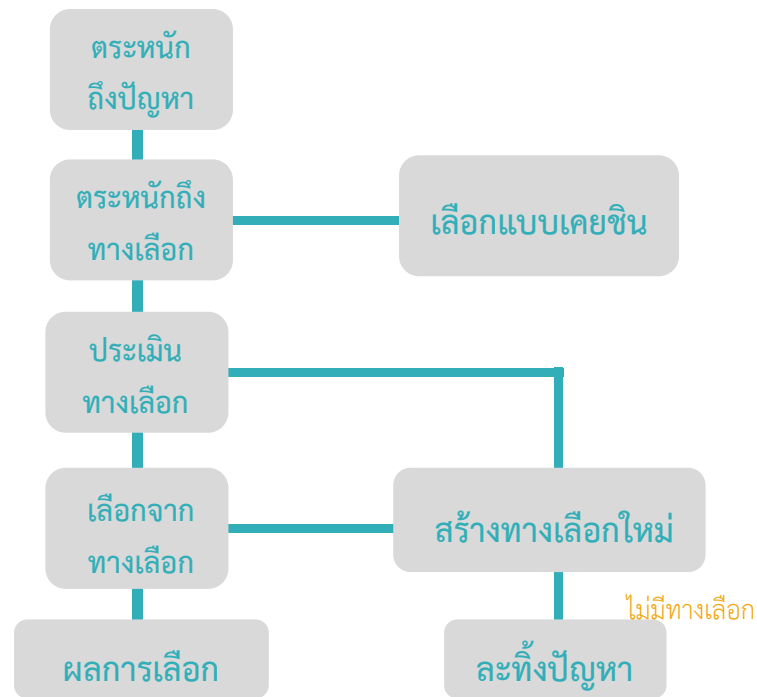 ตระหนัก
ถึงปัญหา
ตระหนักถึง
ทางเลือก
เลือกแบบเคยชิน
ประเมิน
ทางเลือก
เลือกจาก
ทางเลือก
สร้างทางเลือกใหม่
ไม่มีทางเลือก
ผลการเลือก
ละทิ้งปัญหา